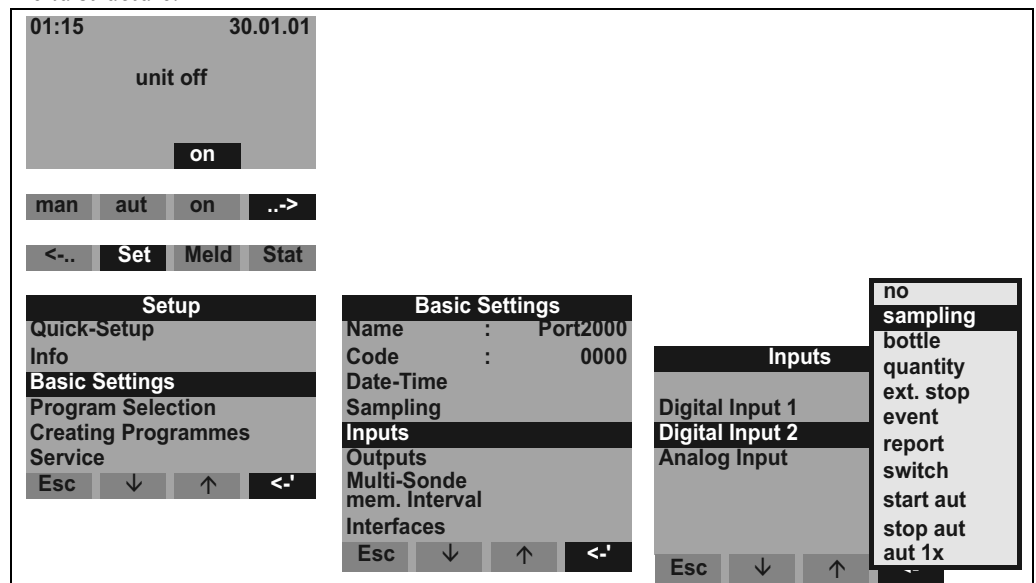 01:15 30.01.01
unit off
on
man aut on ..->
<-.. Set Meld Stat
Setup
Quick-Setup
Info
Basic Settings
Program Selection
Creating Programmes
Service
Esc ↓ ↑ <-'
Basic Settings
Name : Port2000
Code : 0000
Date-Time
Sampling
Inputs
Outputs
Multi-Sonde
mem. Interval
Interfaces
Esc ↓ ↑ <-'
Inputs
Digital Input 1
Digital Input 2
Analog Input
Esc ↓ ↑
no
sampling
bottle
quantity
ext. stop
event
report
switch
start aut
stop aut
aut 1x